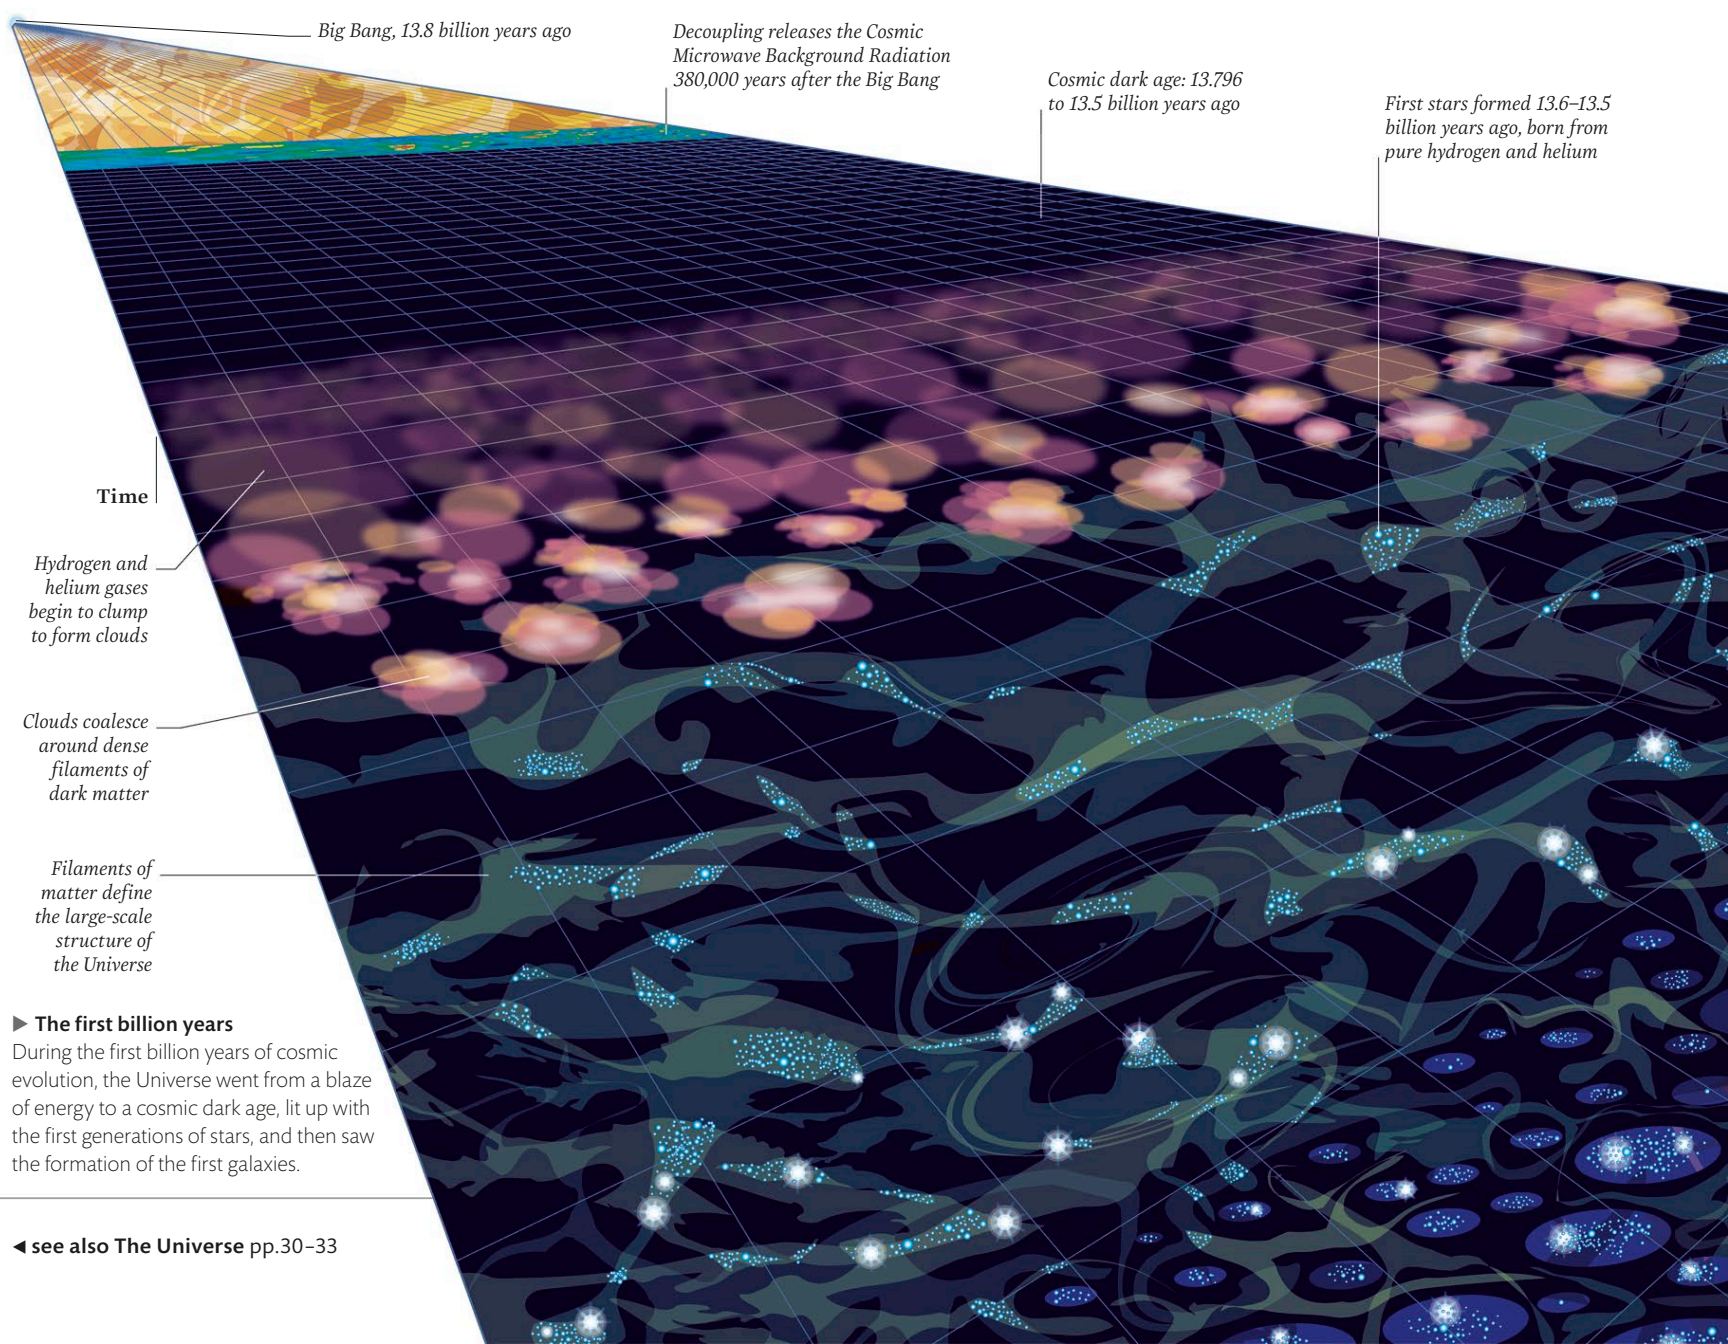 Big Bang, 13.8 billion years ago
Decoupling releases the Cosmic
Microwave Background Radiation
380,000 years after the Big Bang
Cosmic dark age: 13.796
to 13.5 billion years ago
First stars formed 13.6–13.5
billion years ago, born from
pure hydrogen and helium
Time
Hydrogen and
helium gases
begin to clump
to form clouds
Clouds coalesce
around dense
filaments of
dark matter
Filaments of
matter define
the large-scale
structure of
the Universe
▶ The first billion years
During the first billion years of cosmic
evolution, the Universe went from a blaze
of energy to a cosmic dark age, lit up with
the first generations of stars, and then saw
the formation of the first galaxies.
◀ see also The Universe pp.30–33